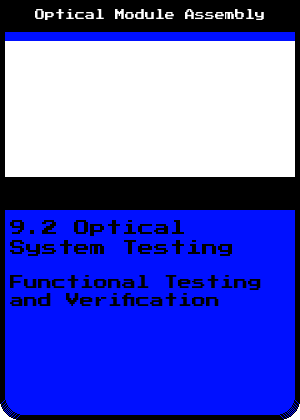 Optical Module Assembly
9.2 Optical
System Testing
Functional Testing
and Verification